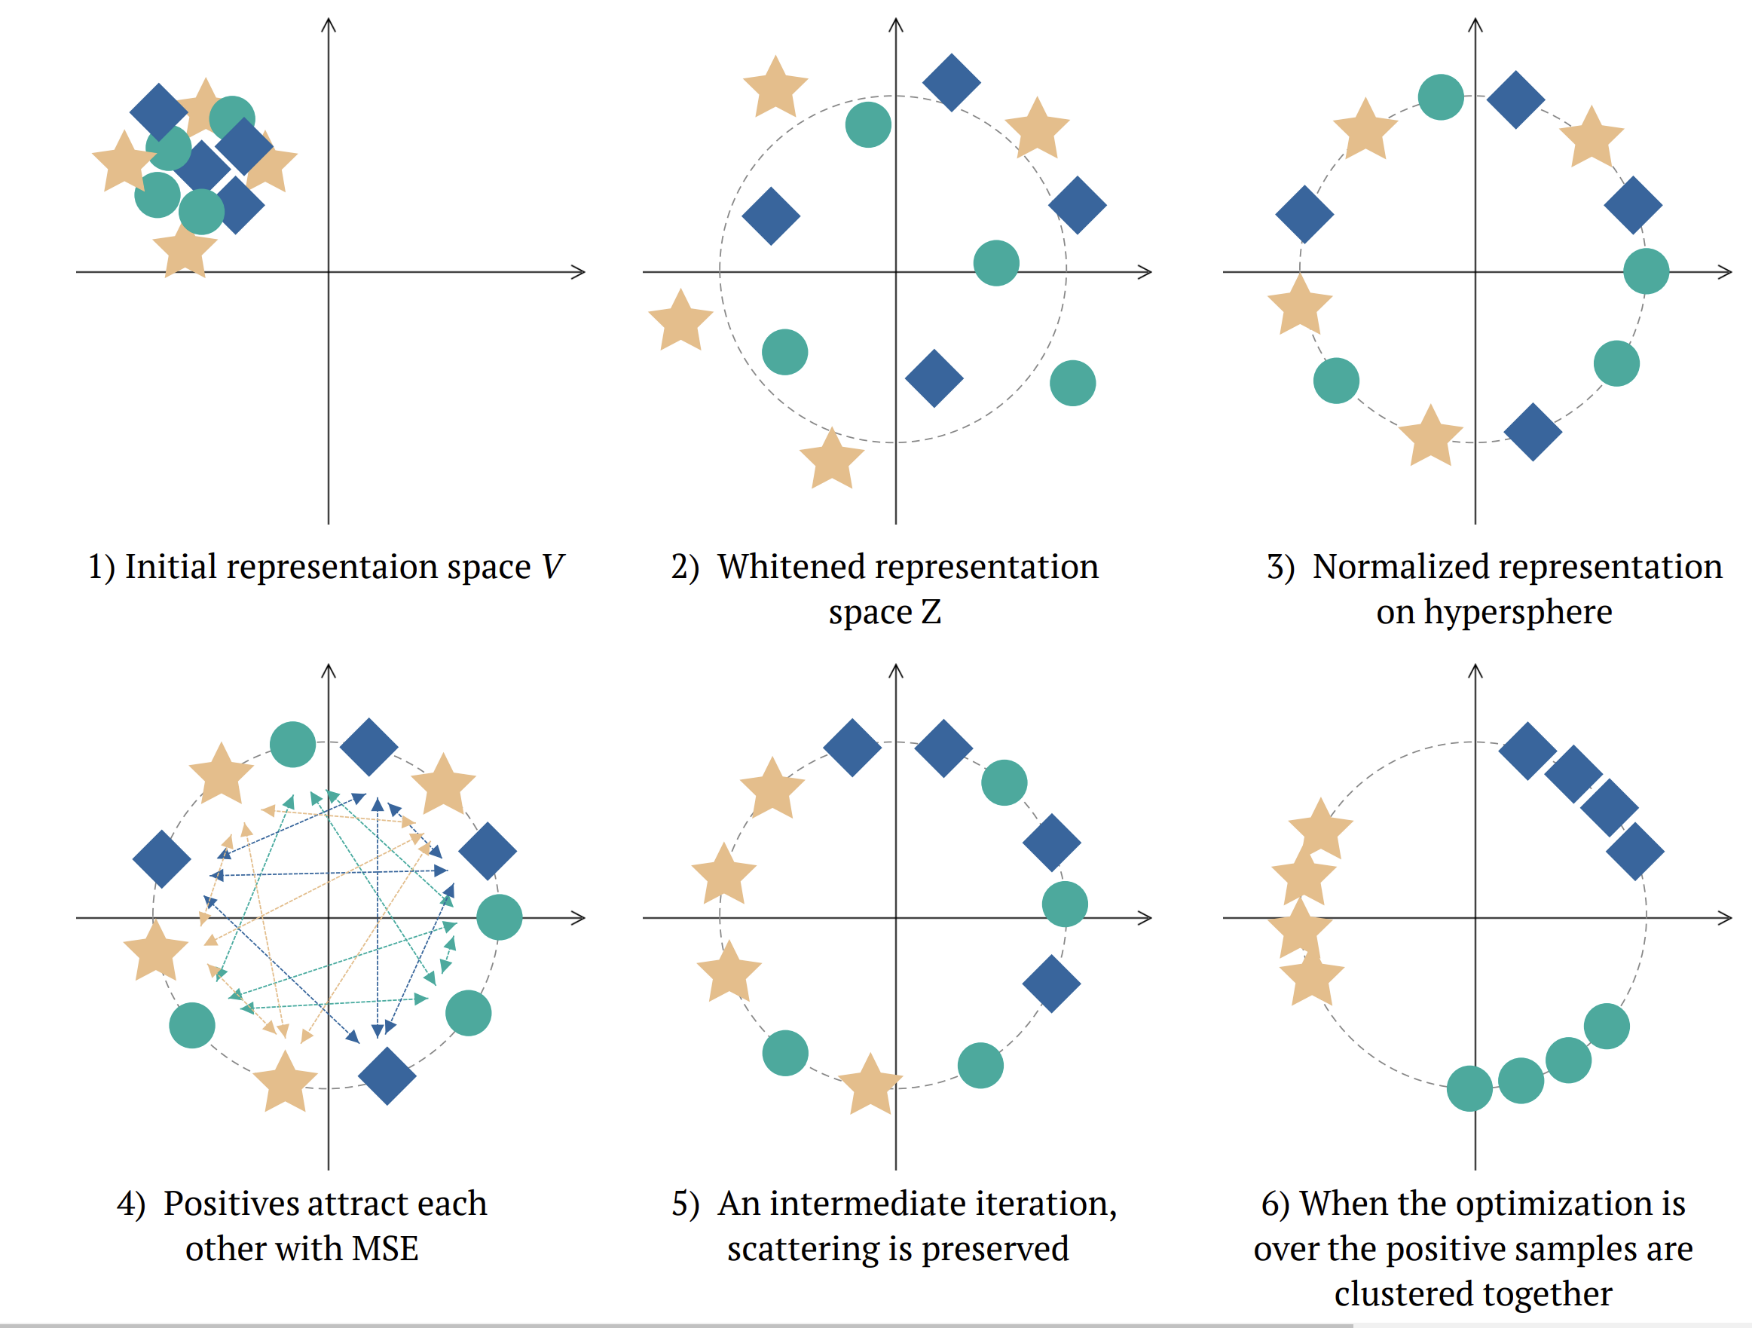 1) Initial representaion space V
2) Whitened representation
space Z
3) Normalized representation
on hypersphere
4) Positives attract each
other with MSE
5) An intermediate iteration,
scattering is preserved
6) When the optimization is
over the positive samples are
clustered together